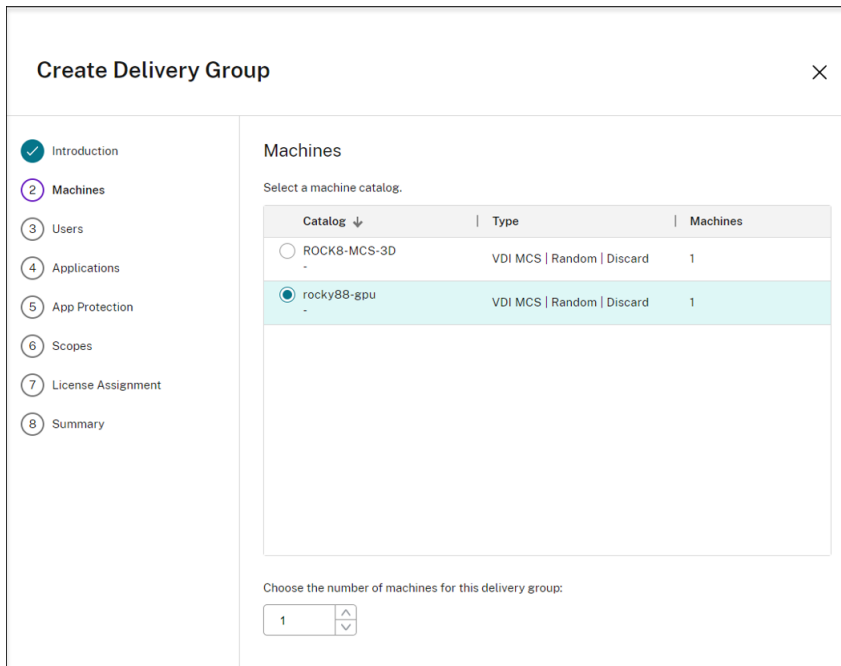 Create Delivery Group
Introduction
2 Machines
3 Users
4 Applications
5 App Protection
6 Scopes
7 License Assignment
8 Summary
Machines
Select a machine catalog.
Catalog Type Machines
ROCK8-MCS-3D VDI MCS | Random | Discard 1
-
rocky88-gpu VDI MCS | Random | Discard 1
-
Choose the number of machines for this delivery group:
1